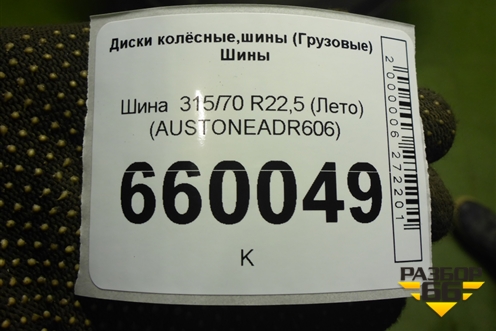 Диски колёсные,шины (Грузовые)
Шины
Шина 315/70 R22,5 (Лето)
(AUSTONEADR606)
660049
K
2000006272201
РАЗБОР
66